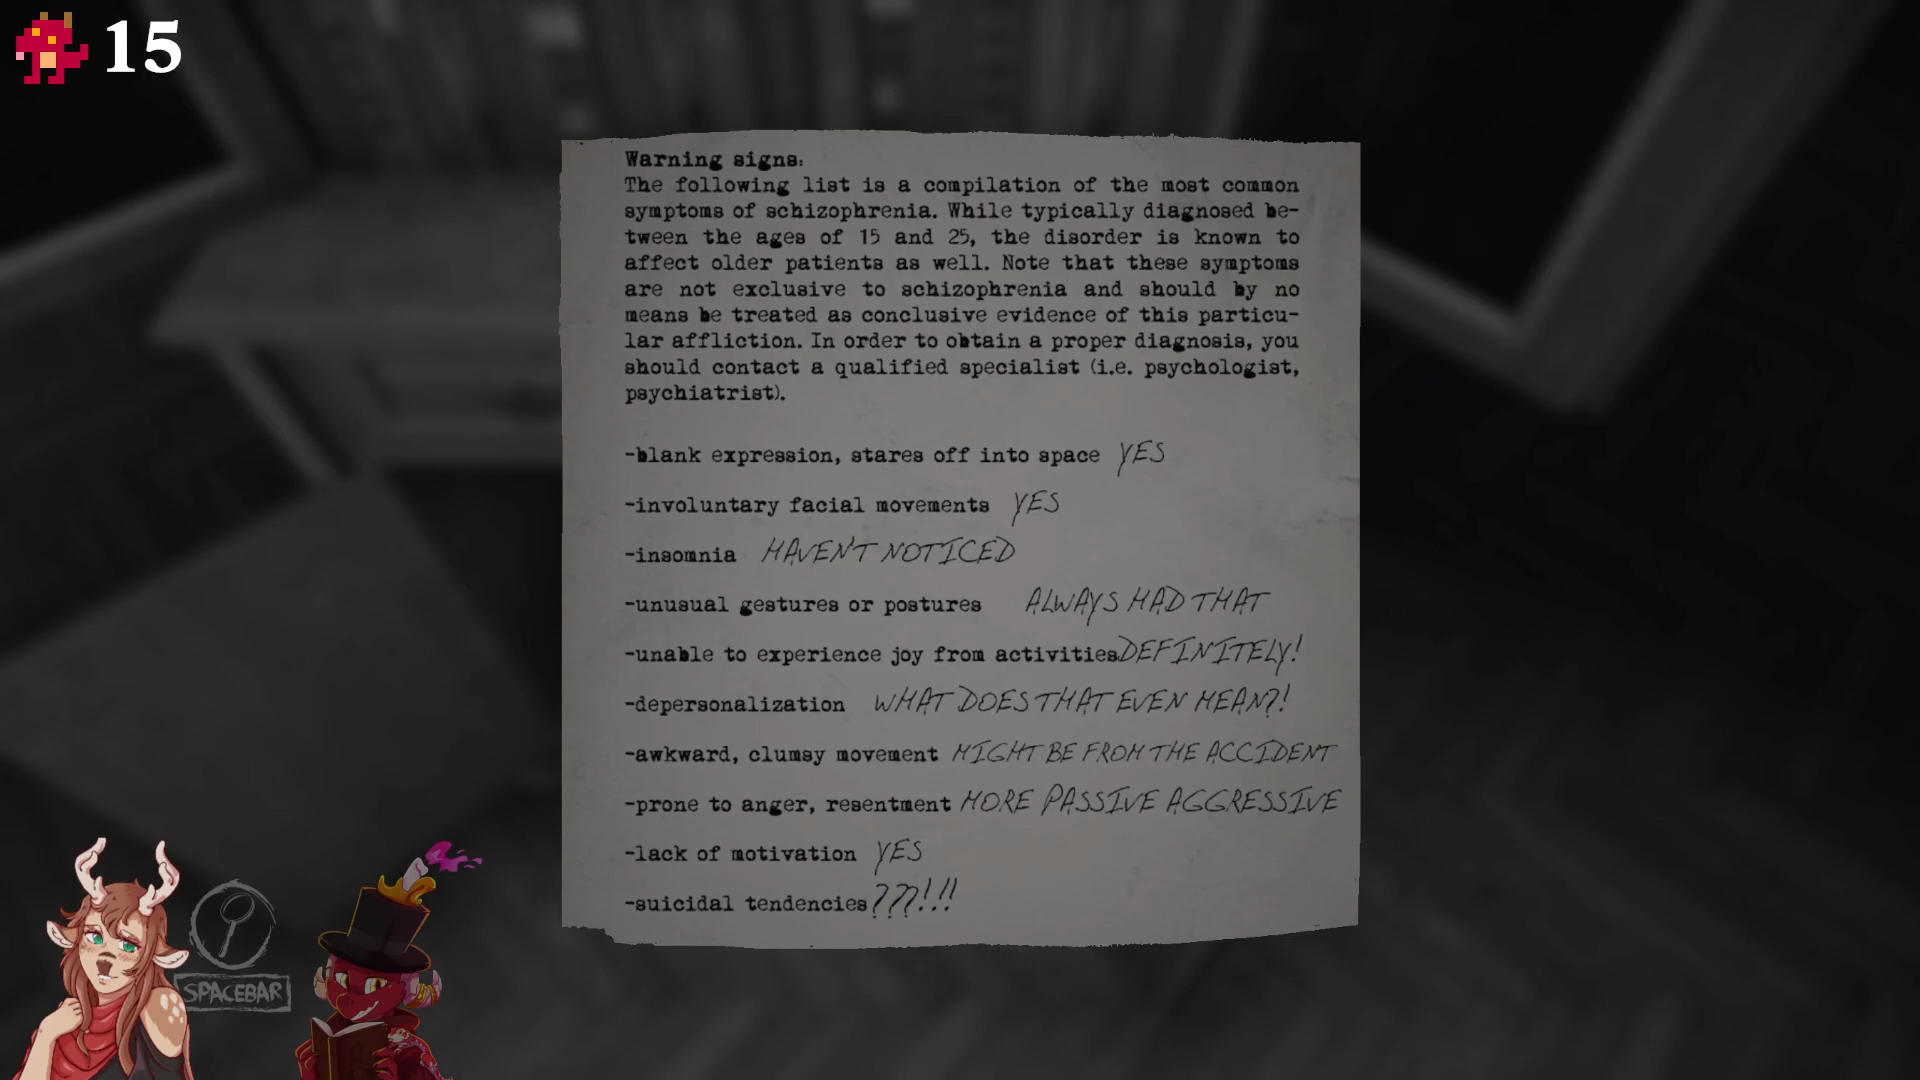 15
Warning signs:
The following list is a compilation of the most common
symptoms of schizophrenia. While typically diagnosed be-
tween the ages of 15 and 25, the disorder is known to
affect older patients as well. Note that these symptoms
are not exclusive to schizophrenia and should by no
means be treated as conclusive evidence of this particu-
lar affliction. In order to obtain a proper diagnosis, you
should contact a qualified specialist (i.e. psychologist,
psychiatrist).
-blank expression, stares off into space YES
-involuntary facial movements YES
-insomnia HAVEN'T NOTICED
-unusual gestures or postures ALWAYS HAD THAT
-unable to experience joy from activities DEFINITELY!
-depersonalization WHAT DOES THAT EVEN MEAN?!
-awkward, clumsy movement MIGHT BE FROM THE ACCIDENT
-prone to anger, resentment MORE PASSIVE AGGRESSIVE
-lack of motivation YES
-suicidal tendencies ???!!!
SPACEBAR